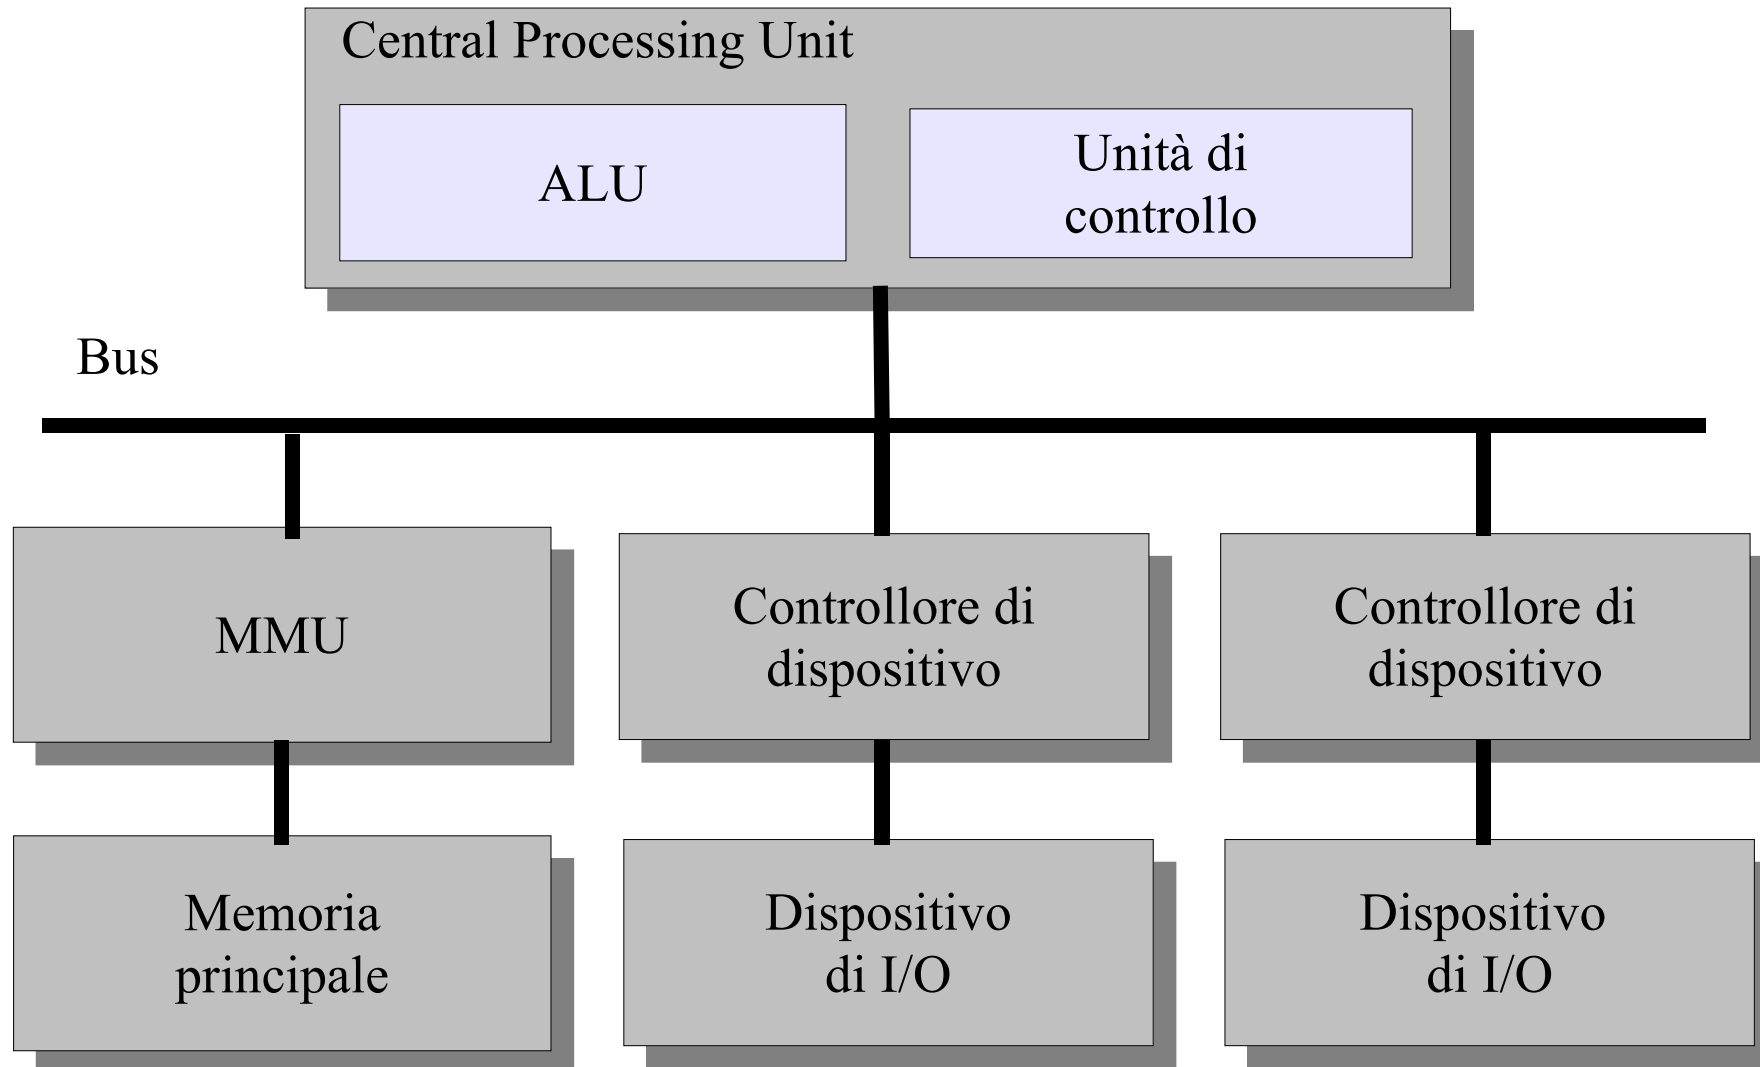 Central Processing Unit
ALU
Unità di
controllo
Bus
MMU
Controllore di
dispositivo
Controllore di
dispositivo
Memoria
principale
Dispositivo
di I/O
Dispositivo
di I/O